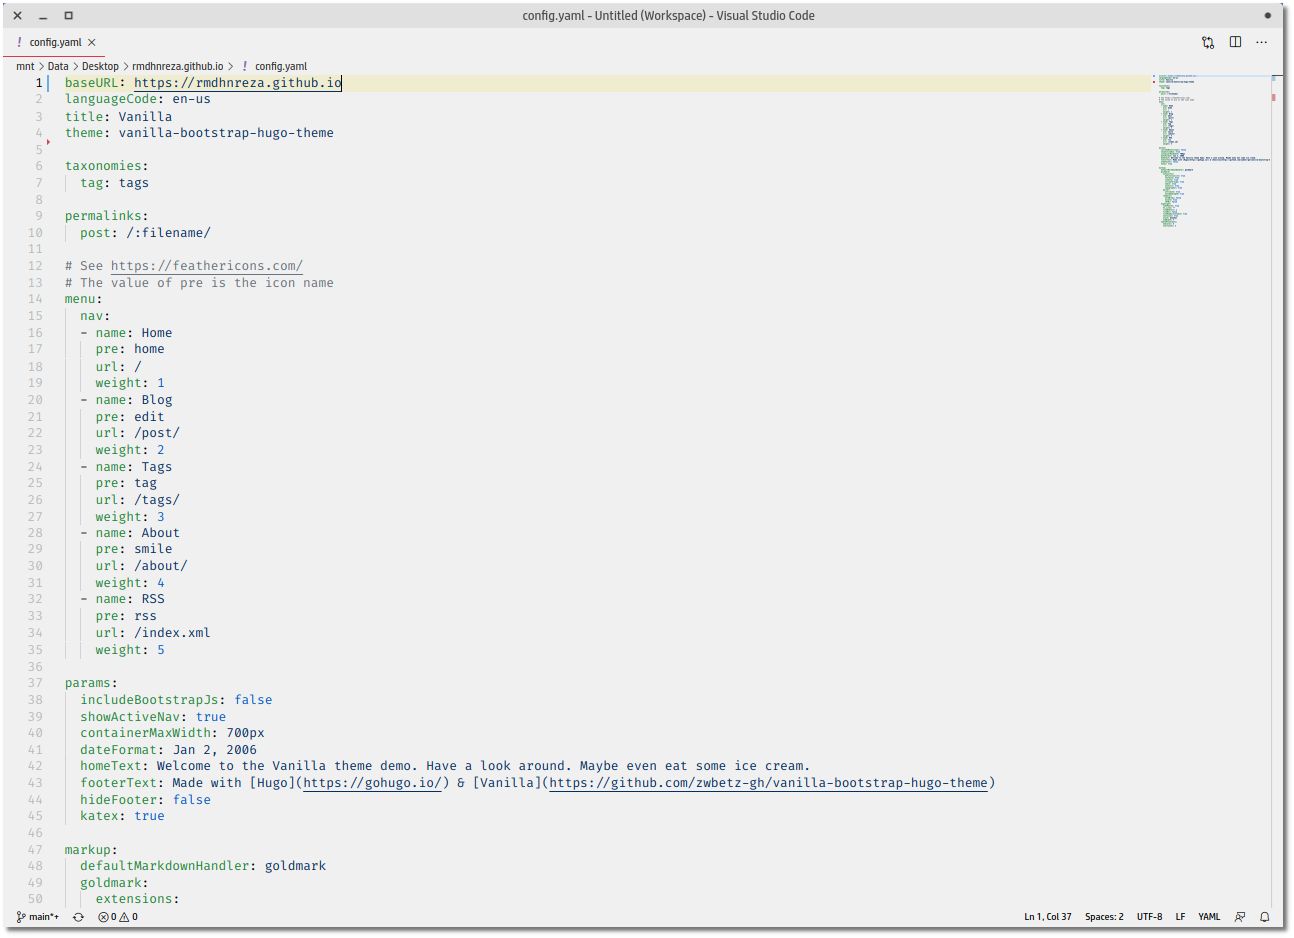 config.yaml - Untitled (Workspace) - Visual Studio Code
! config.yaml
mnt > Data > Desktop > rmdhnreza.github.io > ! config.yaml
1 baseURL: https://rmdhnreza.github.io
2 languageCode: en-us
3 title: Vanilla
4 theme: vanilla-bootstrap-hugo-theme
5
6 taxonomies:
7   tag: tags
8
9 permalinks:
10   post: /:filename/
11
12 # See https://feathericons.com/
13 # The value of pre is the icon name
14 menu:
15   nav:
16   - name: Home
17     pre: home
18     url: /
19     weight: 1
20   - name: Blog
21     pre: edit
22     url: /post/
23     weight: 2
24   - name: Tags
25     pre: tag
26     url: /tags/
27     weight: 3
28   - name: About
29     pre: smile
30     url: /about/
31     weight: 4
32   - name: RSS
33     pre: rss
34     url: /index.xml
35     weight: 5
36
37 params:
38   includeBootstrapJs: false
39   showActiveNav: true
40   containerMaxWidth: 700px
41   dateFormat: Jan 2, 2006
42   homeText: Welcome to the Vanilla theme demo. Have a look around. Maybe even eat some ice cream.
43   footerText: Made with [Hugo](https://gohugo.io/) & [Vanilla](https://github.com/zwbetz-gh/vanilla-bootstrap-hugo-theme)
44   hideFooter: false
45   katex: true
46
47 markup:
48   defaultMarkdownHandler: goldmark
49   goldmark:
50     extensions:
main*+ 0 0 Ln 1, Col 37 Spaces: 2 UTF-8 LF YAML